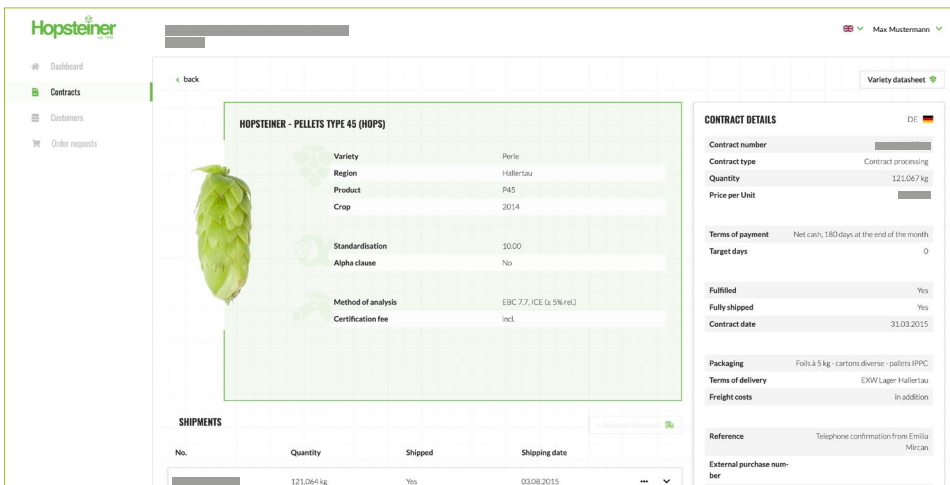 Hopsteiner
Max Mustermann
Dashboard
Contracts
Customers
Order requests
back
Variety datasheet
HOPSTEINER - PELLETS TYPE 45 (HOPS)
Variety Perle
Region Hallertau
Product P45
Crop 2014
Standardisation 10.00
Alpha clause No
Method of analysis EBC 7.7, ICE (± 5% rel.)
Certification fee incl.
CONTRACT DETAILS DE
Contract number
Contract type Contract processing
Quantity 121,067 kg
Price per Unit
Terms of payment Net cash, 180 days at the end of the month
Target days 0
Fulfilled Yes
Fully shipped Yes
Contract date 31.03.2015
Packaging Foils à 5 kg - cartons diverse - pallets IPPC
Terms of delivery EXW Lager Hallertau
Freight costs in addition
Reference Telephone confirmation from Emilia
Mircan
External purchase num-
ber
SHIPMENTS
No. Quantity Shipped Shipping date
121,064 kg Yes 03.08.2015